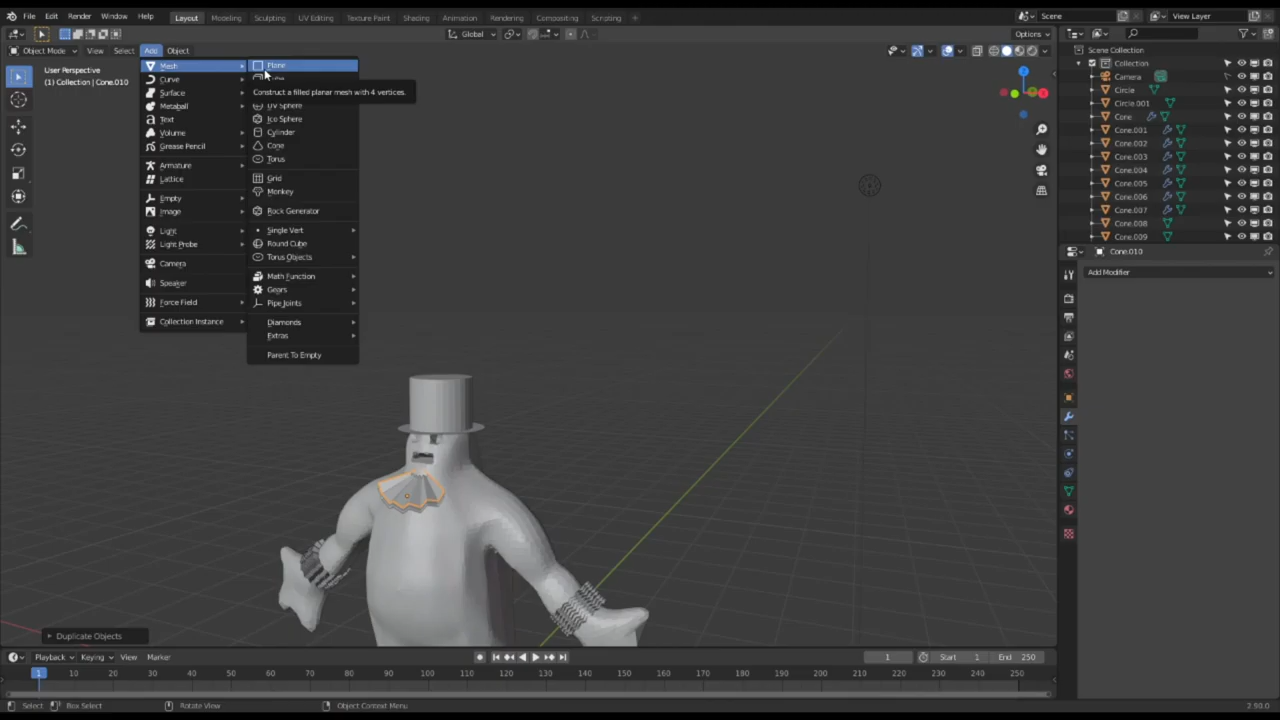 File Edit Render Window Help Layout Modeling Sculpting UV Editing Texture Paint Shading Animation Rendering Compositing Scripting + Scene View Layer
Global Options
Object Mode View Select Add Object
User Perspective
(1) Collection | Cone.010
Mesh
Curve
Surface
Metaball
Text
Volume
Grease Pencil
Armature
Lattice
Empty
Image
Light
Light Probe
Camera
Speaker
Force Field
Collection Instance
Plane
Construct a filled planar mesh with 4 vertices.
UV Sphere
Ico Sphere
Cylinder
Cone
Torus
Grid
Monkey
Rock Generator
Single Vert
Round Cube
Torus Objects
Math Function
Gears
Pipe Joints
Diamonds
Extras
Parent To Empty
Scene Collection
Collection
Camera
Circle
Circle.001
Cone
Cone.001
Cone.002
Cone.003
Cone.004
Cone.005
Cone.006
Cone.007
Cone.008
Cone.009
Cone.010
Add Modifier
Z
Duplicate Objects
Playback Keying View Marker 1 Start 1 End 250
1 10 20 30 40 50 60 70 80 90 100 110 120 130 140 150 160 170 180 190 200 210 220 230 240 250
Select Box Select Rotate View Object Context Menu 2.90.0